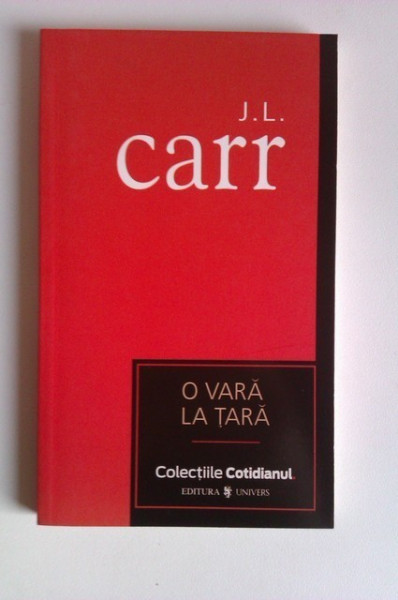 J.L.
carr
O VARĂ
LA ȚARĂ
Colecțiile Cotidianul.
EDITURA UNIVERS